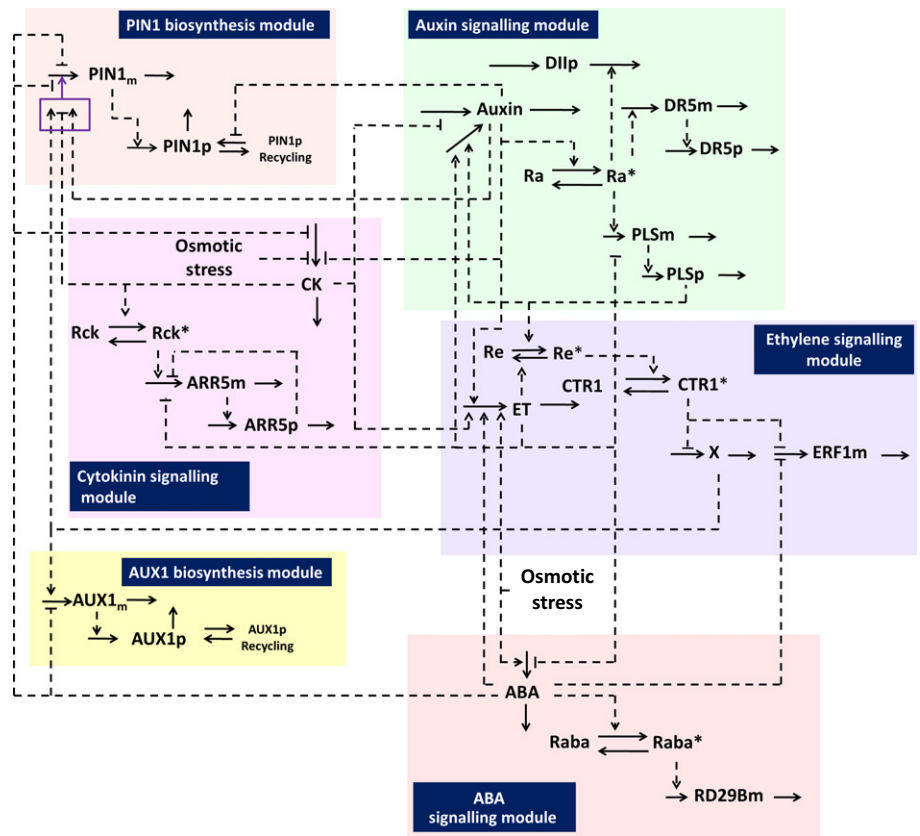 PIN1 biosynthesis module
PIN1m
PIN1p
PIN1p
Recycling
Auxin signalling module
DIIp
Auxin
DR5m
DR5p
Ra
Ra*
PLSm
PLSp
Osmotic
stress
CK
Rck
Rck*
ARR5m
ARR5p
Cytokinin signalling
module
Ethylene signalling
module
Re
Re*
CTR1
CTR1*
ET
X
ERF1m
AUX1 biosynthesis module
AUX1m
AUX1p
AUX1p
Recycling
Osmotic
stress
ABA
Raba
Raba*
RD29Bm
ABA
signalling module